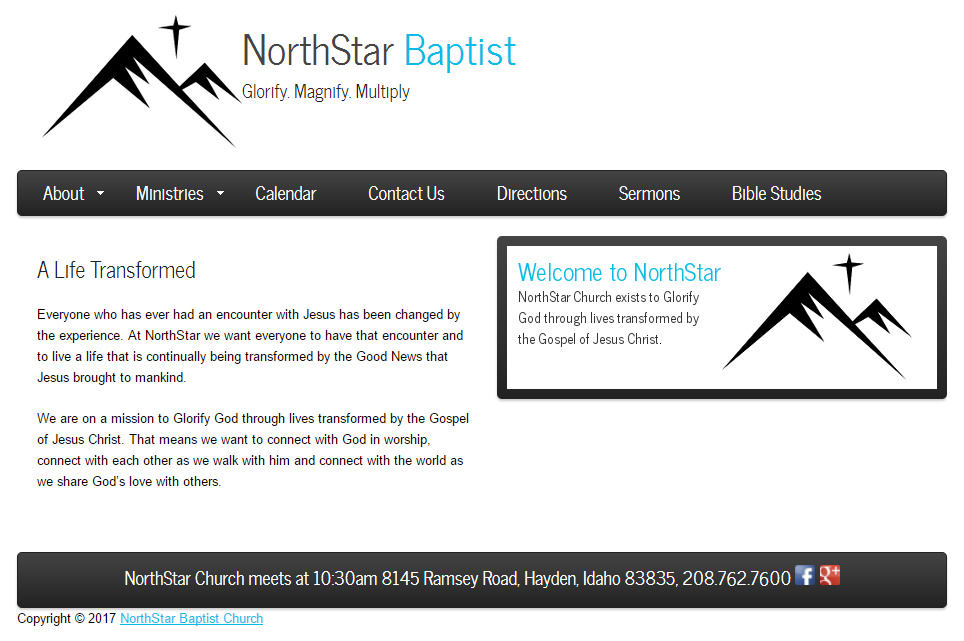 NorthStar Baptist
Glorify. Magnify. Multiply
About Ministries Calendar Contact Us Directions Sermons Bible Studies
A Life Transformed
Everyone who has ever had an encounter with Jesus has been changed by
the experience. At NorthStar we want everyone to have that encounter and
to live a life that is continually being transformed by the Good News that
Jesus brought to mankind.
We are on a mission to Glorify God through lives transformed by the Gospel
of Jesus Christ. That means we want to connect with God in worship,
connect with each other as we walk with him and connect with the world as
we share God's love with others.
Welcome to NorthStar
NorthStar Church exists to Glorify
God through lives transformed by
the Gospel of Jesus Christ.
NorthStar Church meets at 10:30am 8145 Ramsey Road, Hayden, Idaho 83835, 208.762.7600 f g+
Copyright © 2017 NorthStar Baptist Church